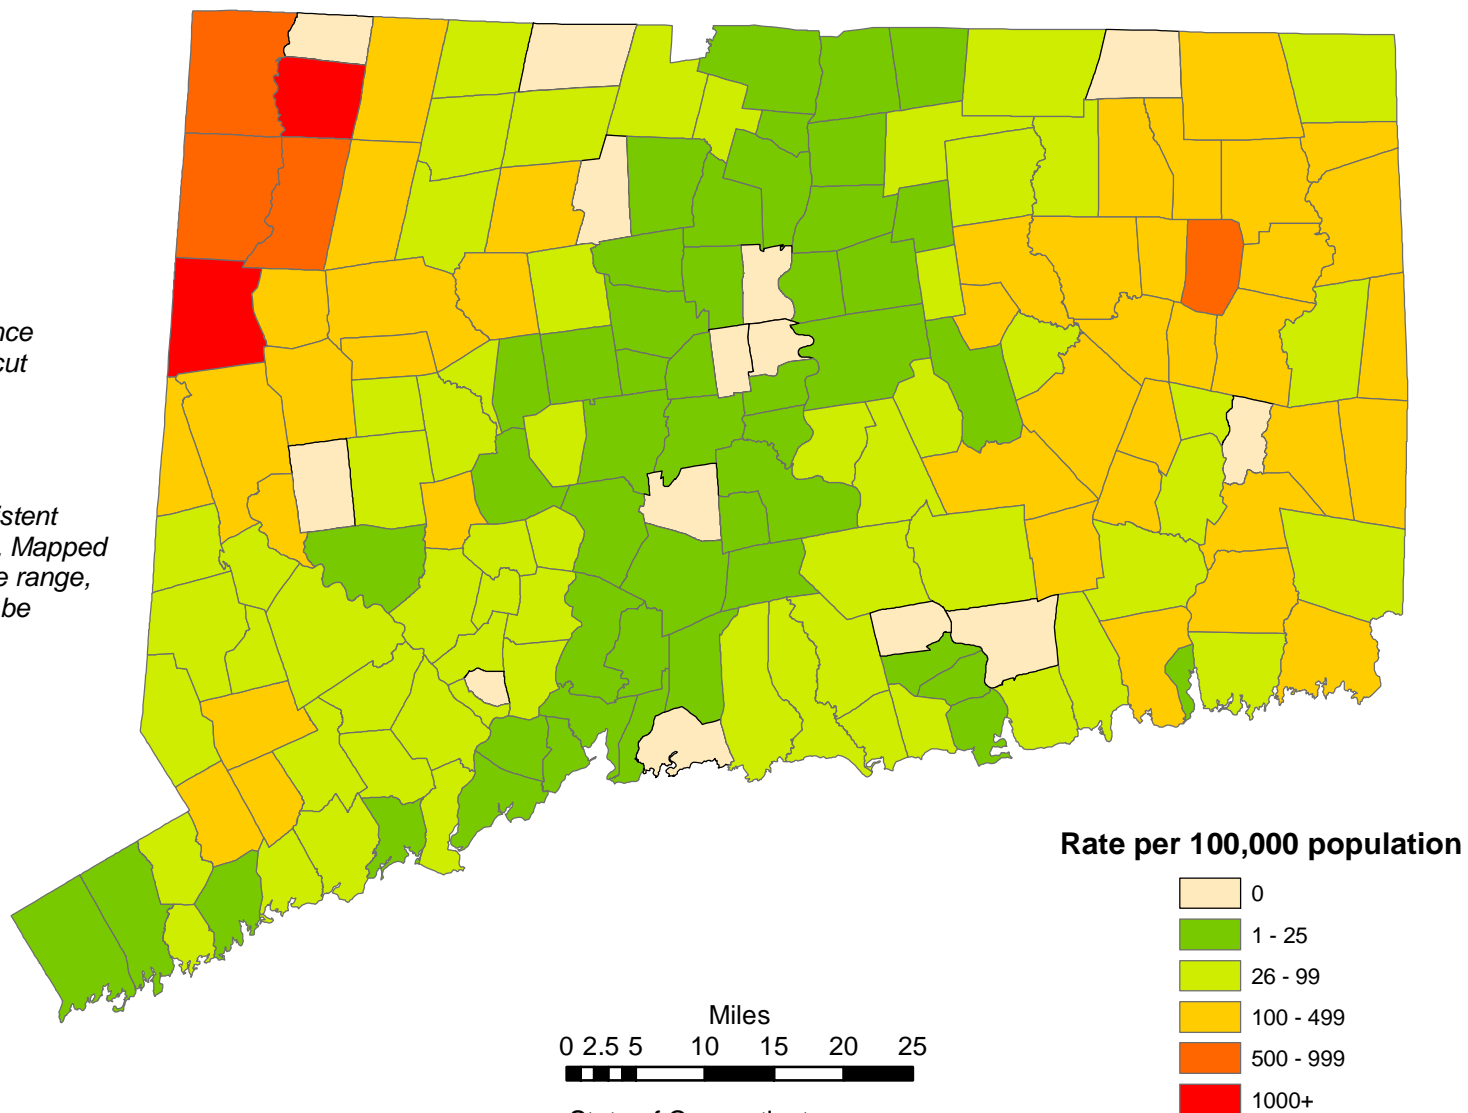 nce
cut
istent
. Mapped
e range,
be
Rate per 100,000 population
0
1 - 25
26 - 99
100 - 499
500 - 999
1000+
Miles
0 2.5 5 10 15 20 25